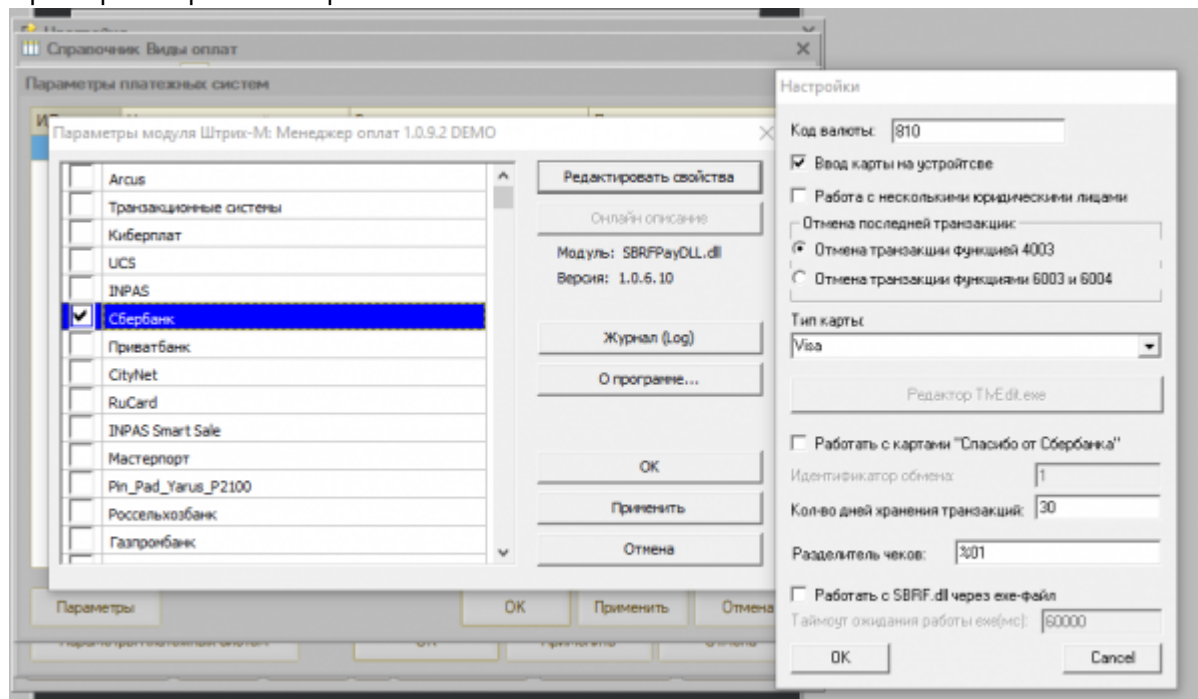 Справочник Виды оплат
Параметры платежных систем
Параметры модуля Штрих-М: Менеджер оплат 1.0.9.2 DEMO
Arcus
Транзакционные системы
Киберплат
UCS
INPAS
Сбербанк
Приватбанк
CityNet
RuCard
INPAS Smart Sale
Мастерпорт
Pin_Pad_Yarus_P2100
Россельхозбанк
Газпромбанк
Редактировать свойства
Онлайн описание
Модуль: SBRFPayDLL.dll
Версия: 1.0.6.10
Журнал (Log)
О программе...
ОК
Применить
Отмена
Параметры
ОК
Применить
Отмена
Настройки
Код валюты: 810
Ввод карты на устройтсве
Работа с несколькими юридическими лицами
Отмена последней транзакции:
Отмена транзакции функцией 4003
Отмена транзакции функциями 6003 и 6004
Тип карты:
Visa
Редактор TLVEdit.exe
Работать с картами "Спасибо от Сбербанка"
Идентификатор обмена: 1
Кол-во дней хранения транзакций: 30
Разделитель чеков: %01
Работать с SBRF.dll через exe-файл
Таймоут ожидания работы exe(мс): 60000
OK
Cancel